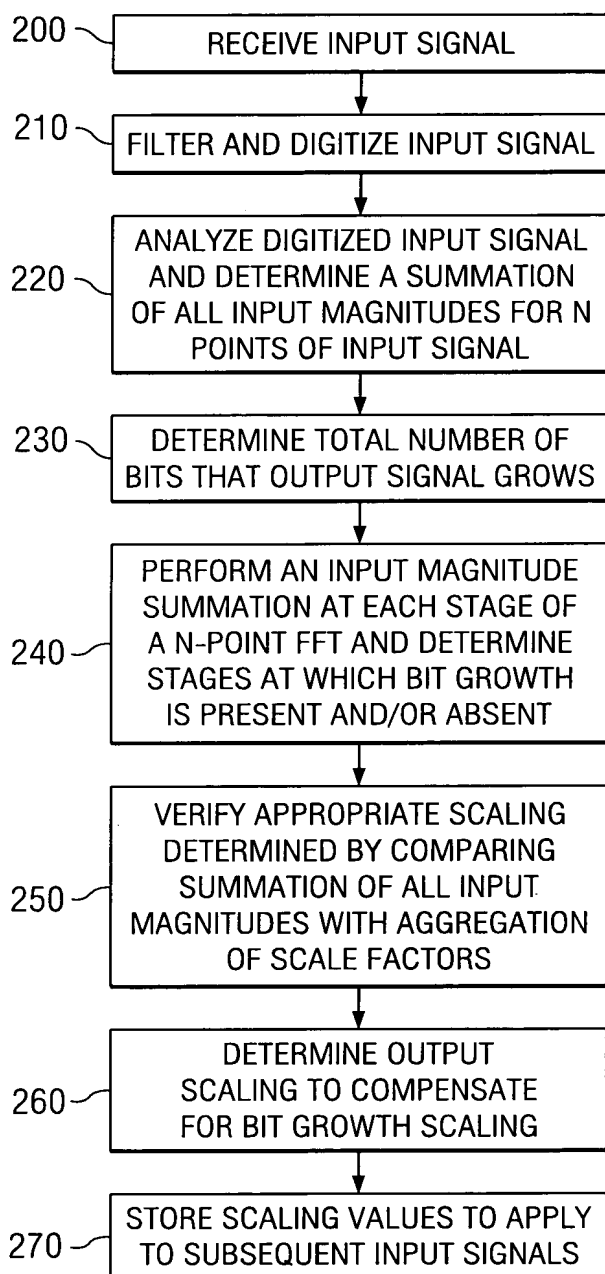 200
RECEIVE INPUT SIGNAL
210
FILTER AND DIGITIZE INPUT SIGNAL
220
ANALYZE DIGITIZED INPUT SIGNAL
AND DETERMINE A SUMMATION
OF ALL INPUT MAGNITUDES FOR N
POINTS OF INPUT SIGNAL
230
DETERMINE TOTAL NUMBER OF
BITS THAT OUTPUT SIGNAL GROWS
240
PERFORM AN INPUT MAGNITUDE
SUMMATION AT EACH STAGE OF
A N-POINT FFT AND DETERMINE
STAGES AT WHICH BIT GROWTH
IS PRESENT AND/OR ABSENT
250
VERIFY APPROPRIATE SCALING
DETERMINED BY COMPARING
SUMMATION OF ALL INPUT
MAGNITUDES WITH AGGREGATION
OF SCALE FACTORS
260
DETERMINE OUTPUT
SCALING TO COMPENSATE
FOR BIT GROWTH SCALING
270
STORE SCALING VALUES TO APPLY
TO SUBSEQUENT INPUT SIGNALS